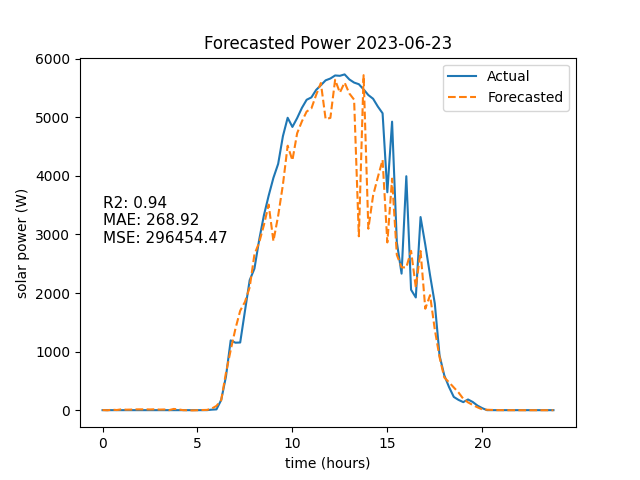 Forecasted Power 2023-06-23
6000
5000
4000
3000
2000
1000
0
solar power (W)
Actual
Forecasted
R2: 0.94
MAE: 268.92
MSE: 296454.47
0 5 10 15 20
time (hours)